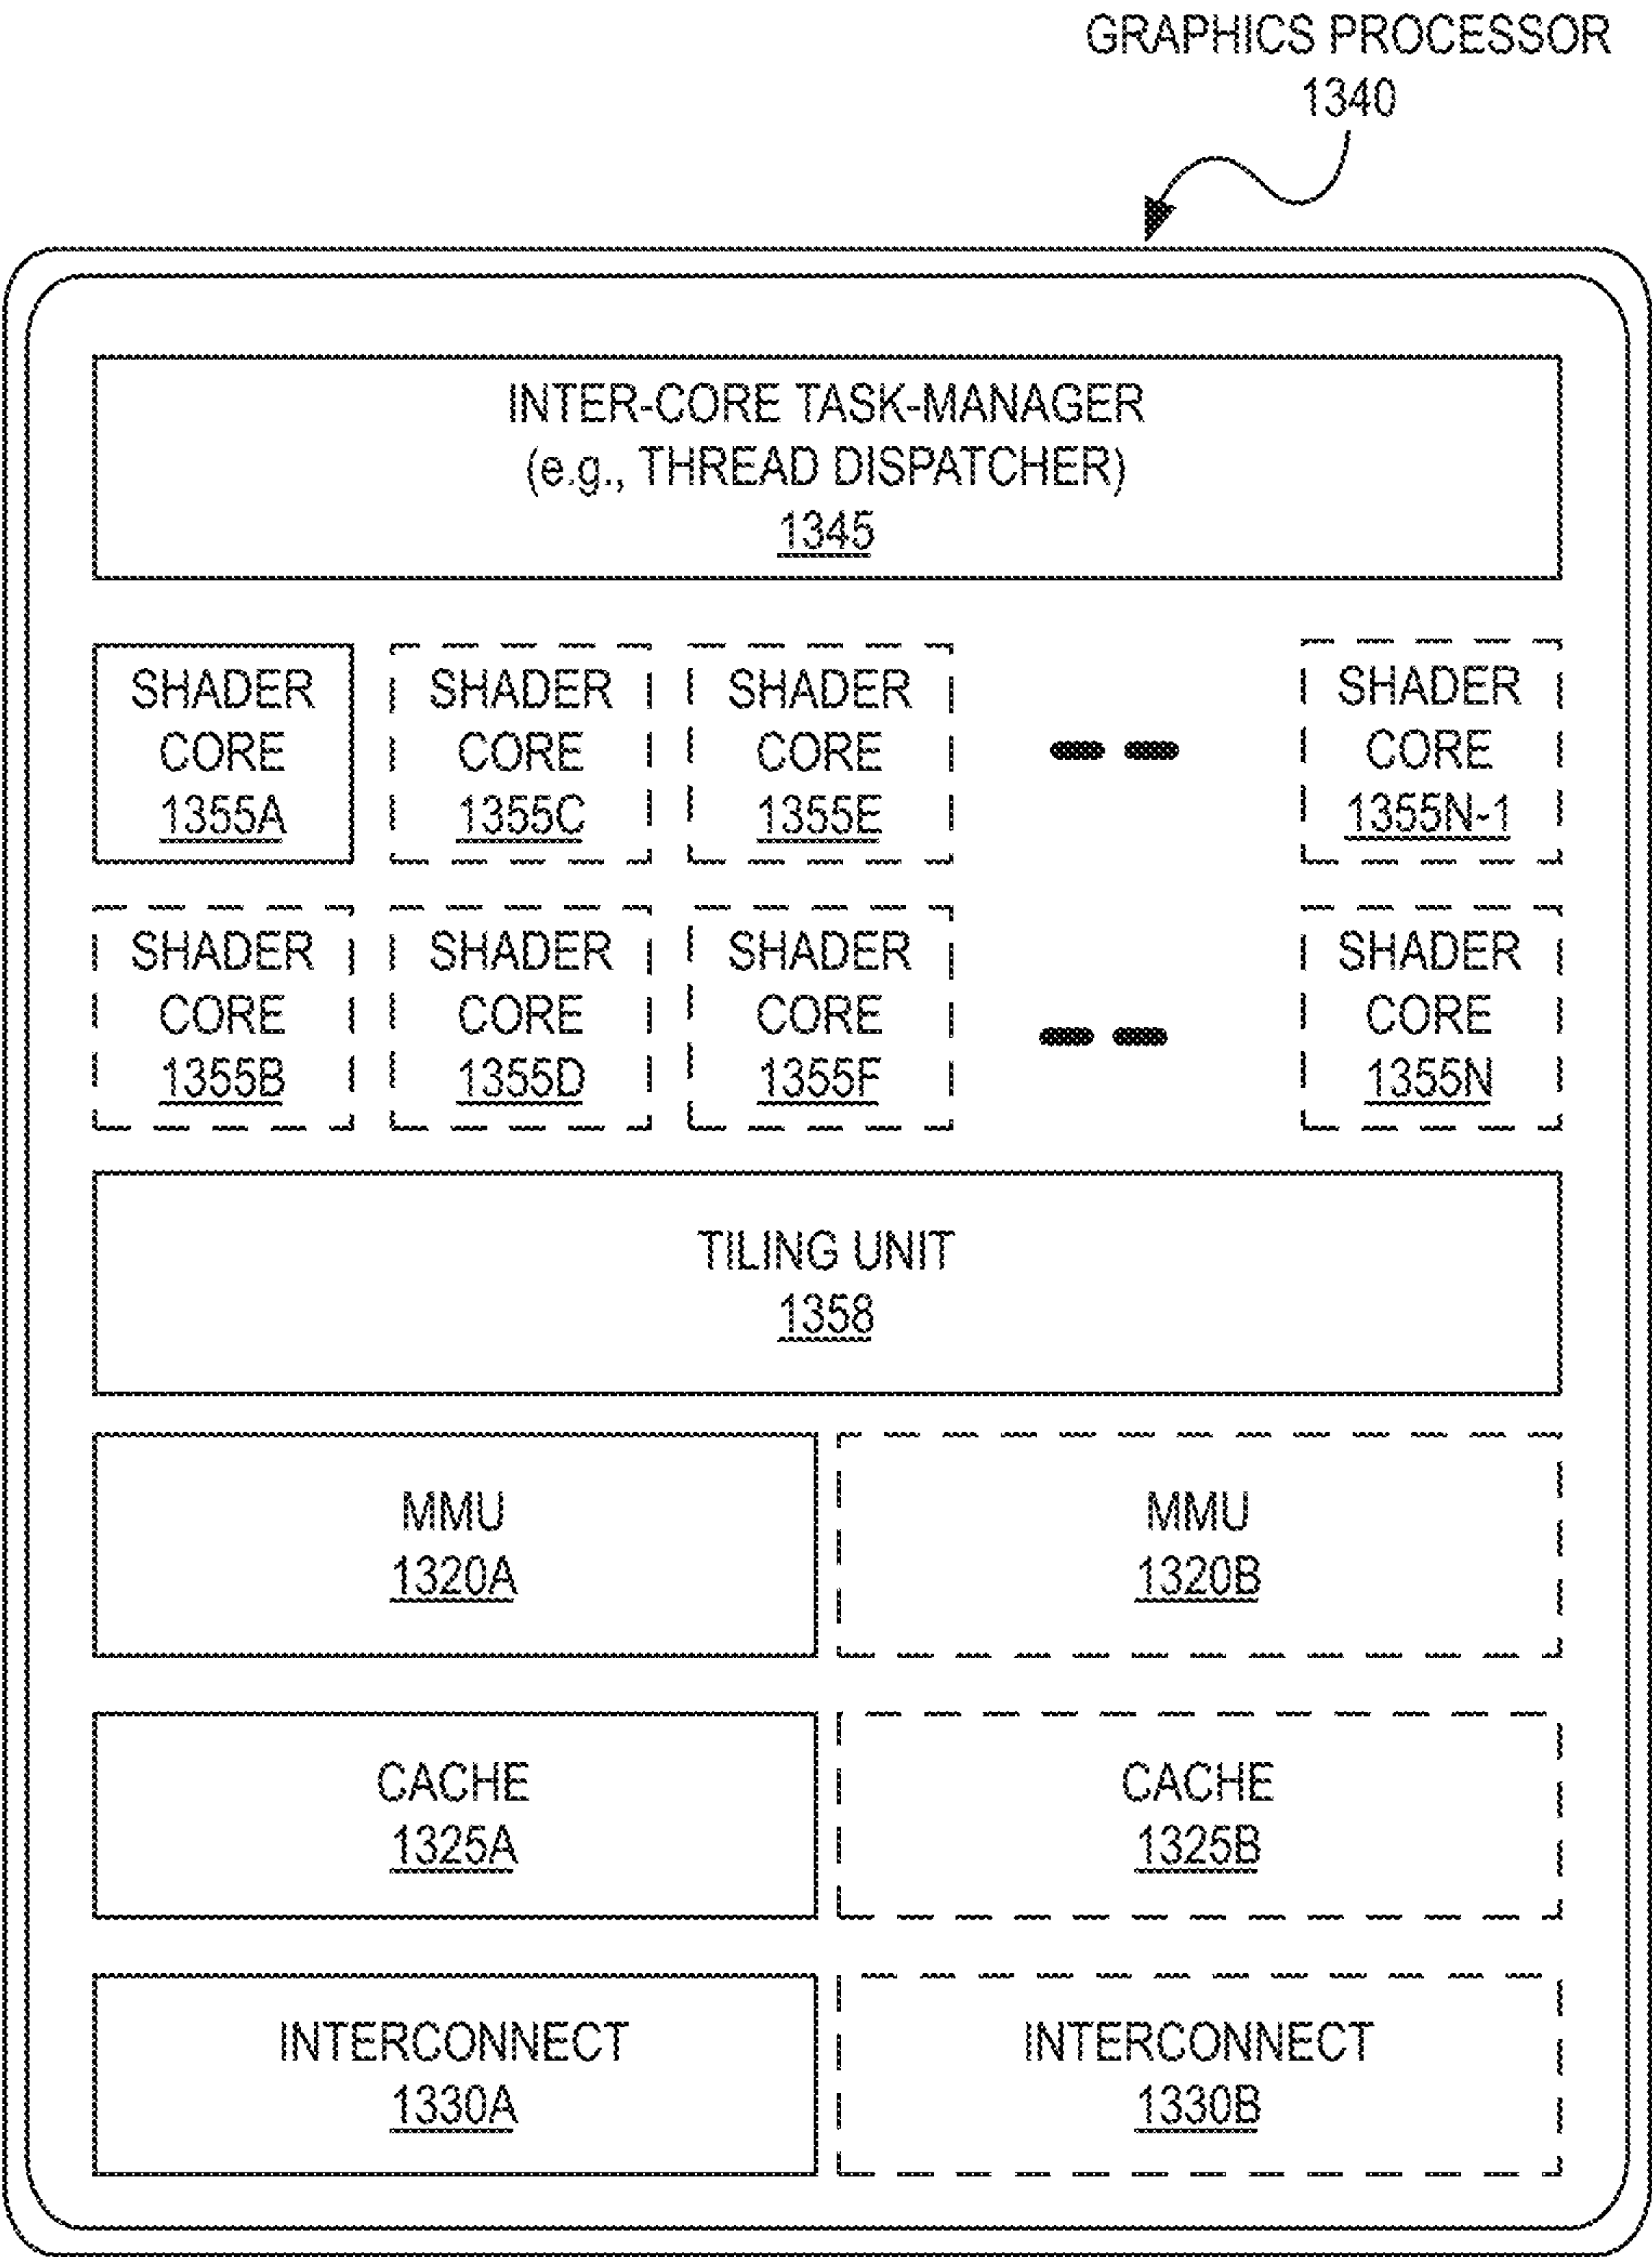 GRAPHICS PROCESSOR
1340
INTER-CORE TASK-MANAGER
(e.g., THREAD DISPATCHER)
1345
SHADER
CORE
1355A
SHADER
CORE
1355C
SHADER
CORE
1355E
SHADER
CORE
1355N-1
SHADER
CORE
1355B
SHADER
CORE
1355D
SHADER
CORE
1355F
SHADER
CORE
1355N
TILING UNIT
1358
MMU
1320A
MMU
1320B
CACHE
1325A
CACHE
1325B
INTERCONNECT
1330A
INTERCONNECT
1330B